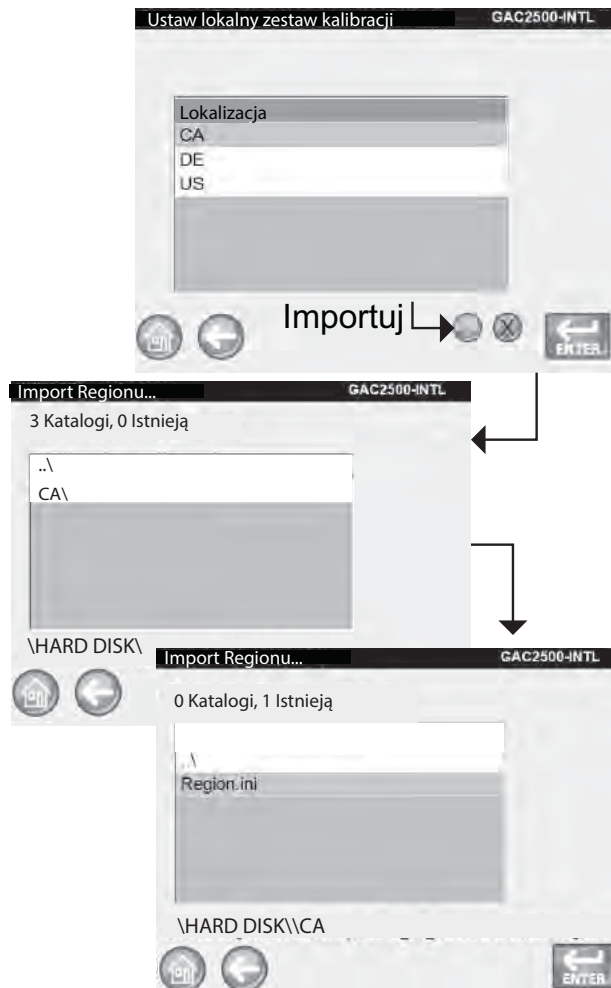 Ustaw lokalny zestaw kalibracji GAC2500-INTL
Lokalizacja
CA
DE
US
Importuj
X
ENTER
Import Regionu... GAC2500-INTL
3 Katalogi, 0 Istnieją
..\
CA\
\HARD DISK\
Import Regionu... GAC2500-INTL
0 Katalogi, 1 Istnieją
..\
Region.ini
\HARD DISK\\CA
ENTER